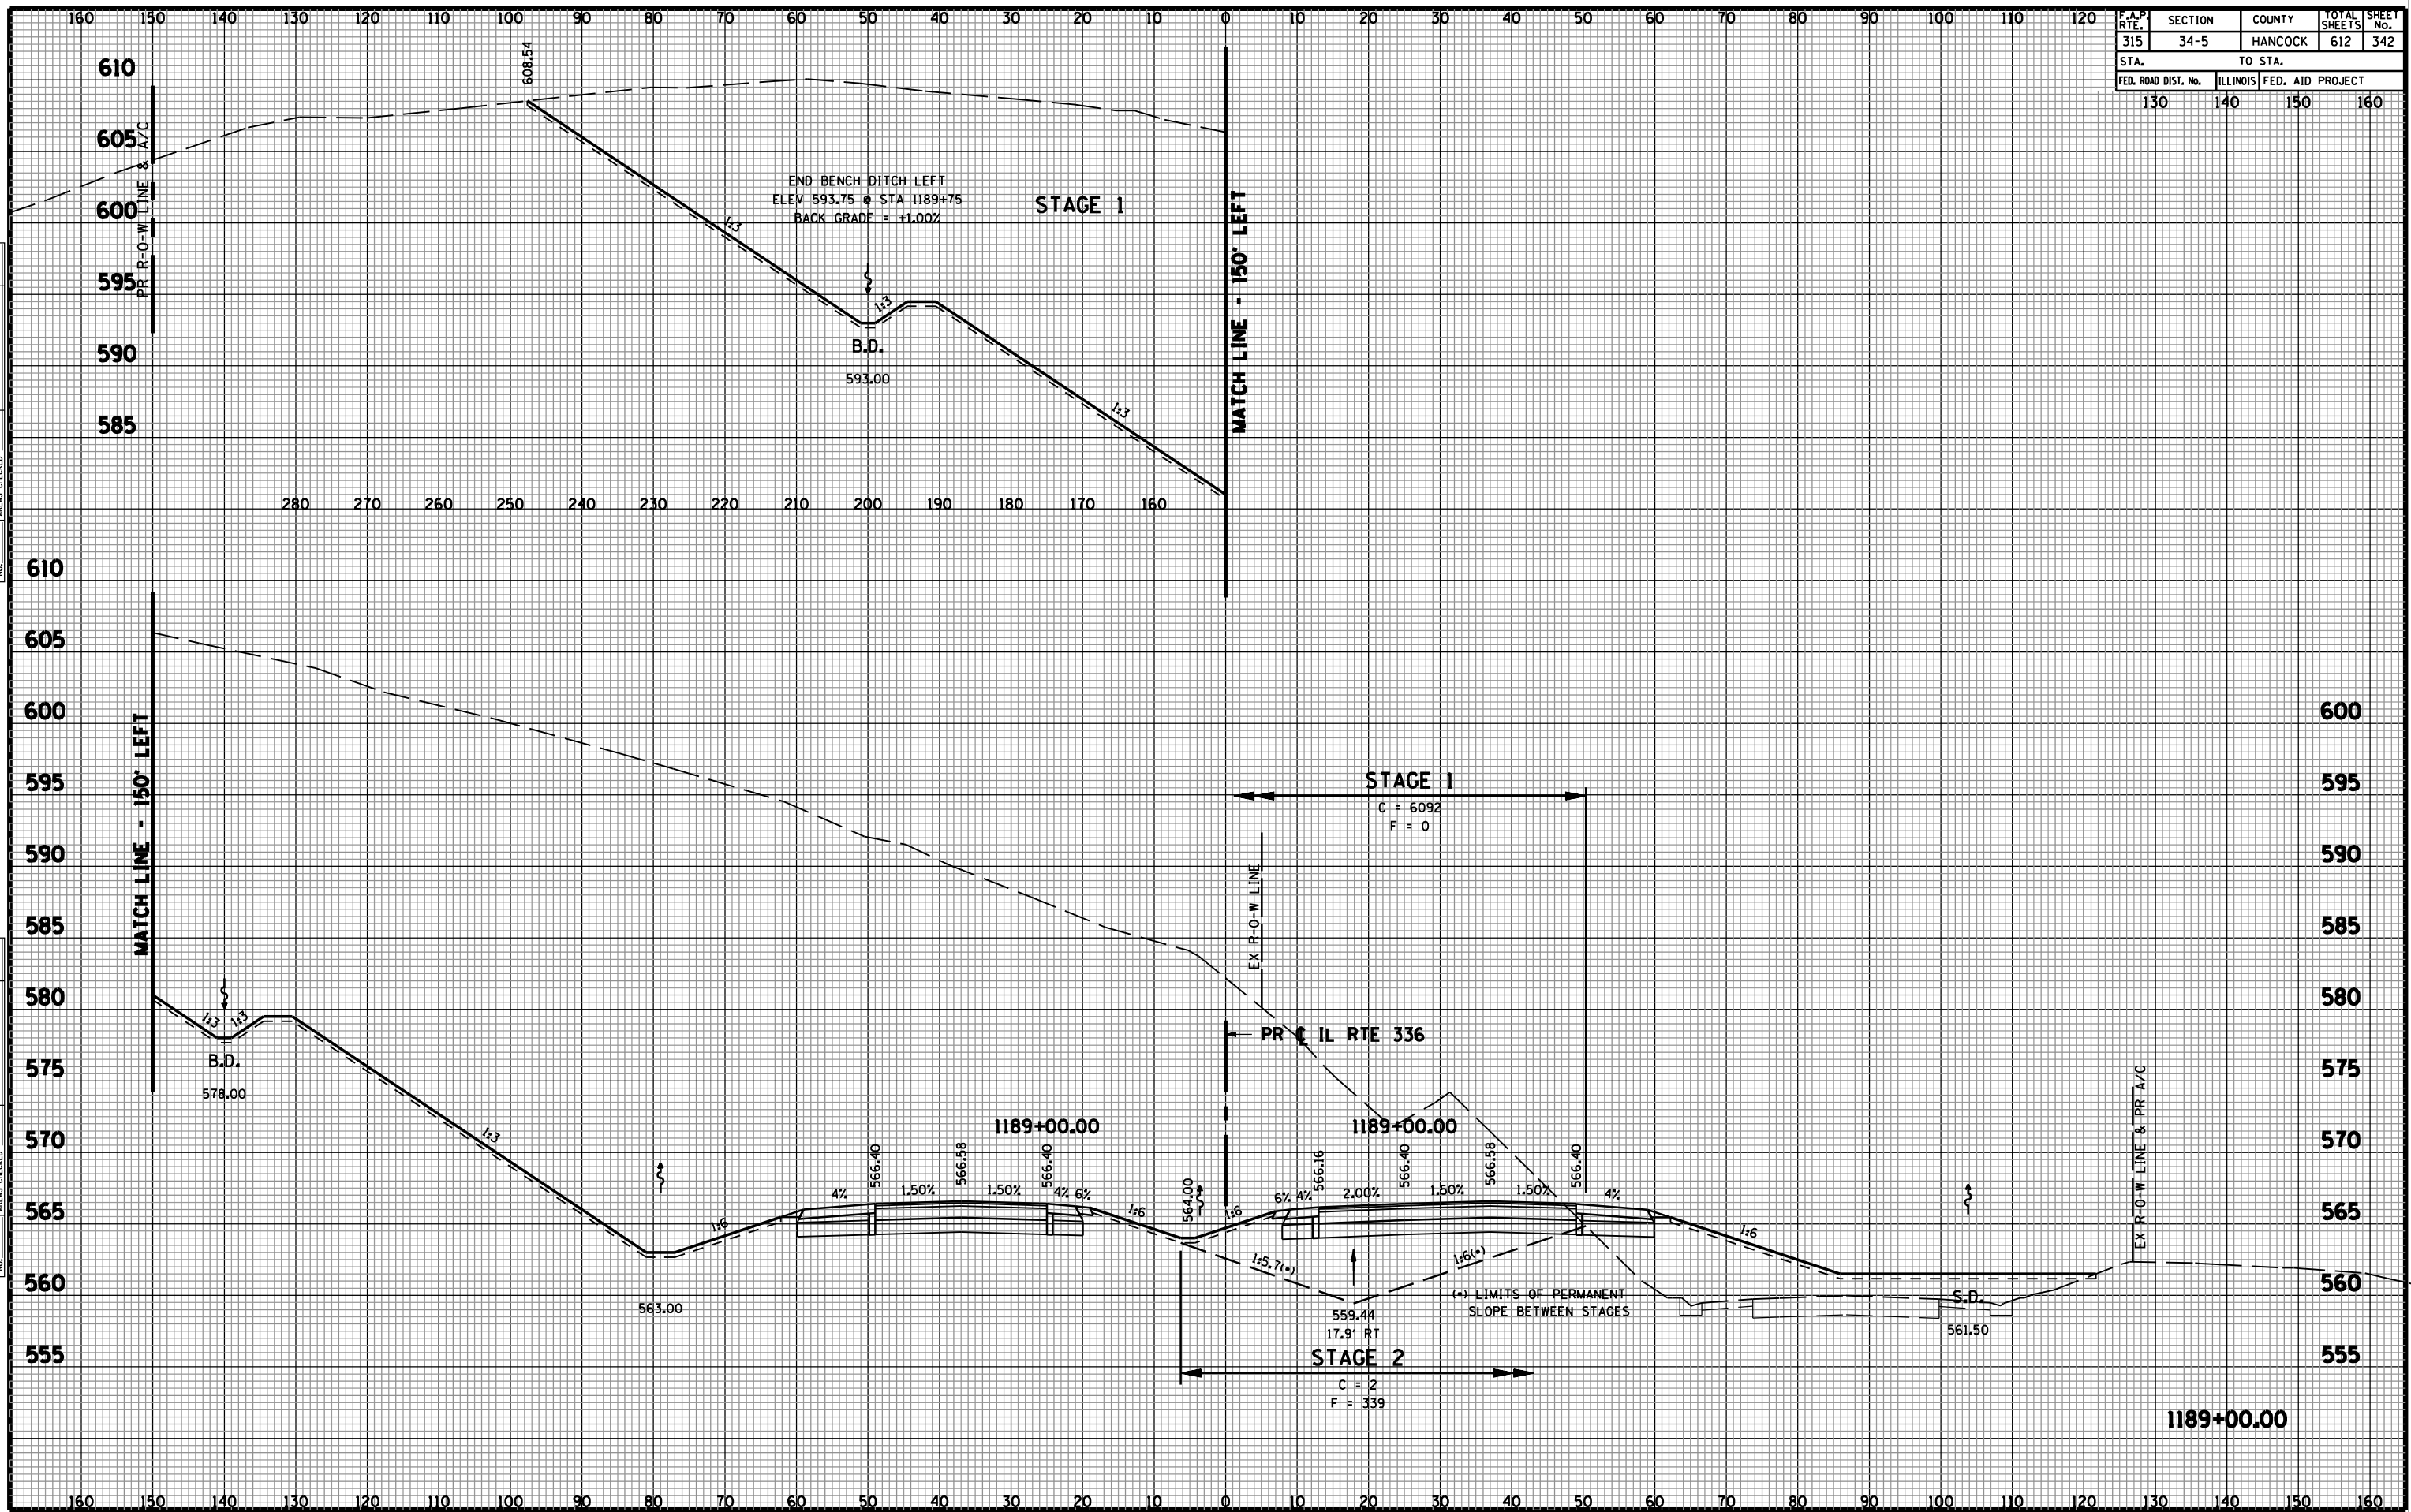 160 150 140 130 120 110 100 90 80 70 60 50 40 30 20 10 0 10 20 30 40 50 60 70 80 90 100 110 120
F.A.P. RTE. SECTION COUNTY TOTAL SHEETS SHEET No.
315 34-5 HANCOCK 612 342
STA. TO STA.
FED. ROAD DIST. No. ILLINOIS FED. AID PROJECT
130 140 150 160
608.54
610
605
600
595
590
585
PR R-O-W LINE & A/C
END BENCH DITCH LEFT
ELEV 593.75 @ STA 1189+75
BACK GRADE = +1.00%
STAGE 1
1:3
1:3
B.D.
593.00
1:3
MATCH LINE - 150' LEFT
280 270 260 250 240 230 220 210 200 190 180 170 160
610
605
600
595
590
585
580
575
570
565
560
555
MATCH LINE - 150' LEFT
600
595
590
585
580
575
570
565
560
555
STAGE 1
C = 6092
F = 0
EX R-O-W LINE
PR ℄ IL RTE 336
1:3
1:3
B.D.
578.00
1:3
1189+00.00
1189+00.00
566.40
566.58
566.40
564.00
566.16
566.40
566.58
566.40
4% 1.50% 1.50% 4% 6%
6% 4% 2.00% 1.50% 1.50% 4%
1:6
1:6
1:6
1:6
563.00
1:5.7(•)
1:6(•)
(•) LIMITS OF PERMANENT
SLOPE BETWEEN STAGES
559.44
17.9' RT
STAGE 2
C = 2
F = 339
S.D.
561.50
EX R-O-W LINE & PR A/C
1189+00.00
160 150 140 130 120 110 100 90 80 70 60 50 40 30 20 10 0 10 20 30 40 50 60 70 80 90 100 110 120 130 140 150 160